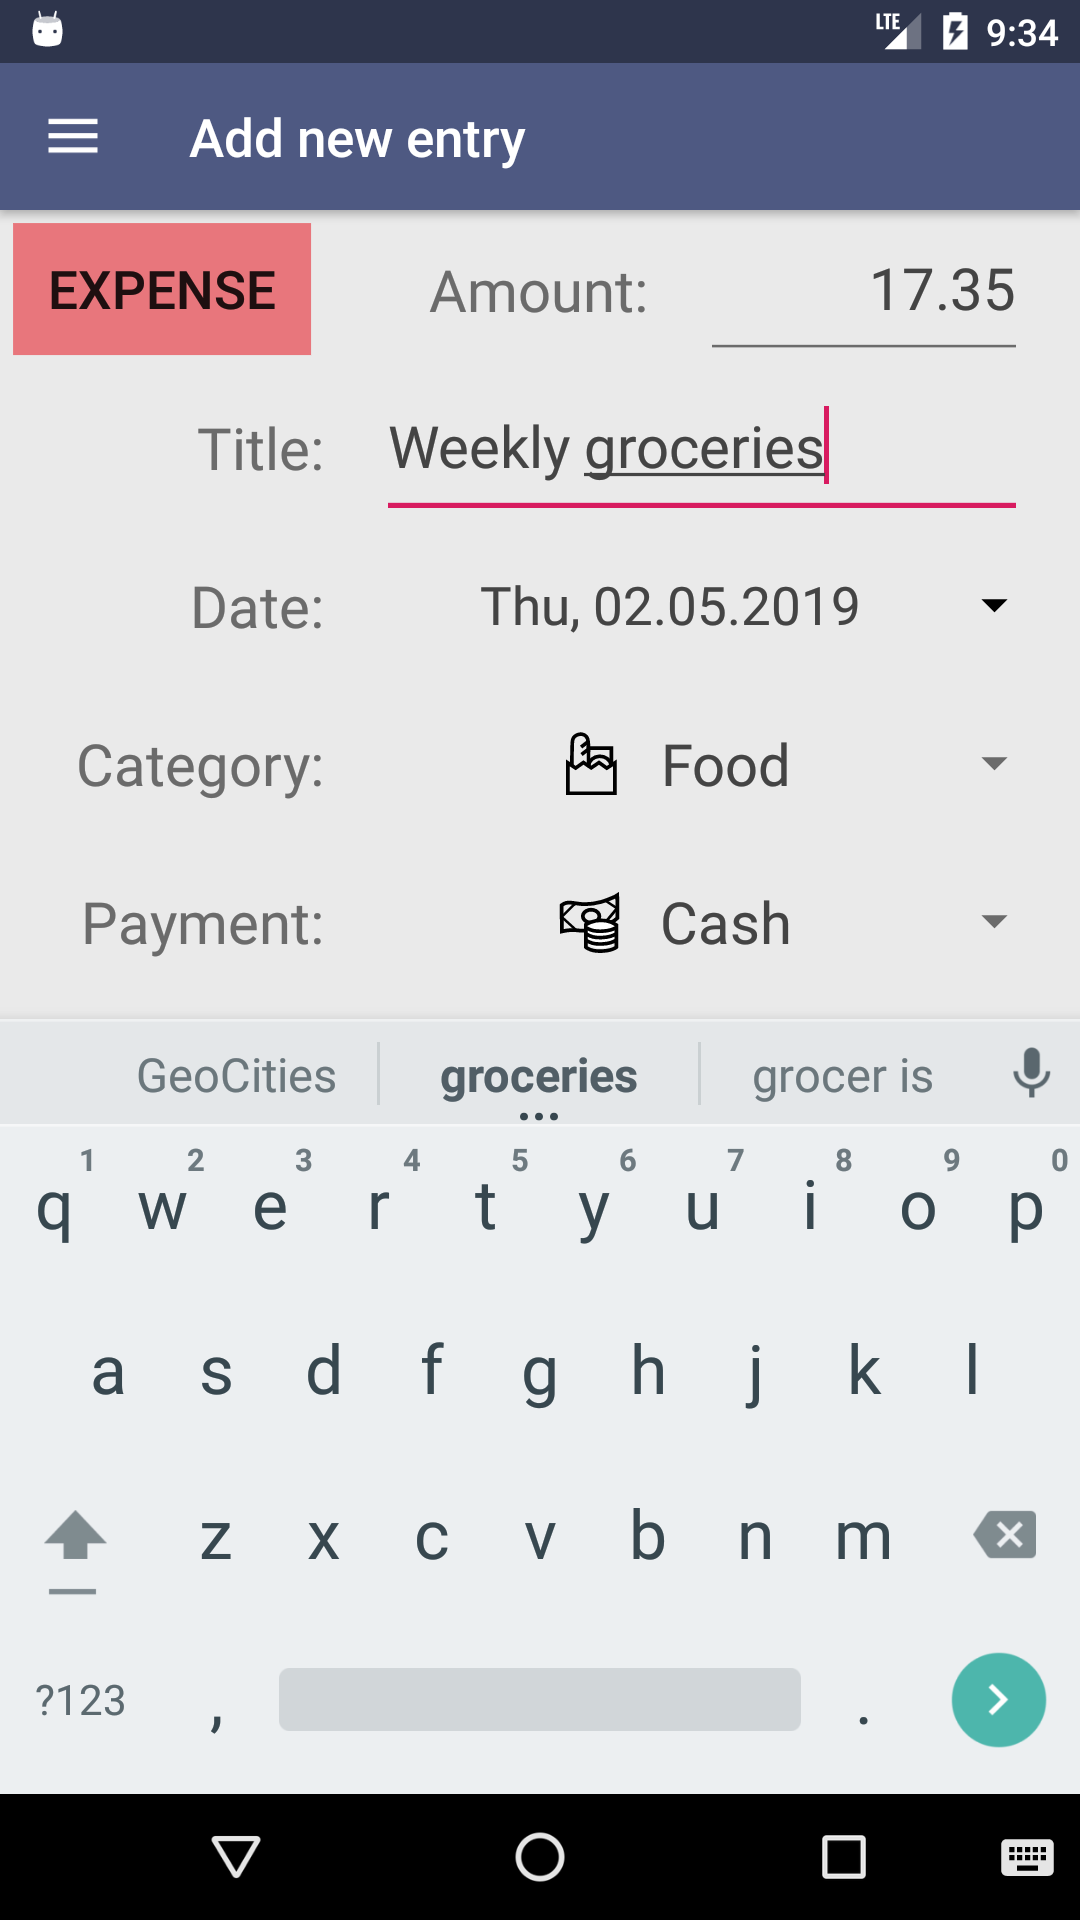 LTE 9:34
Add new entry
EXPENSE Amount: 17.35
Title: Weekly groceries
Date: Thu, 02.05.2019
Category: Food
Payment: Cash
GeoCities groceries grocer is
1 2 3 4 5 6 7 8 9 0
q w e r t y u i o p
a s d f g h j k l
z x c v b n m
?123 , .